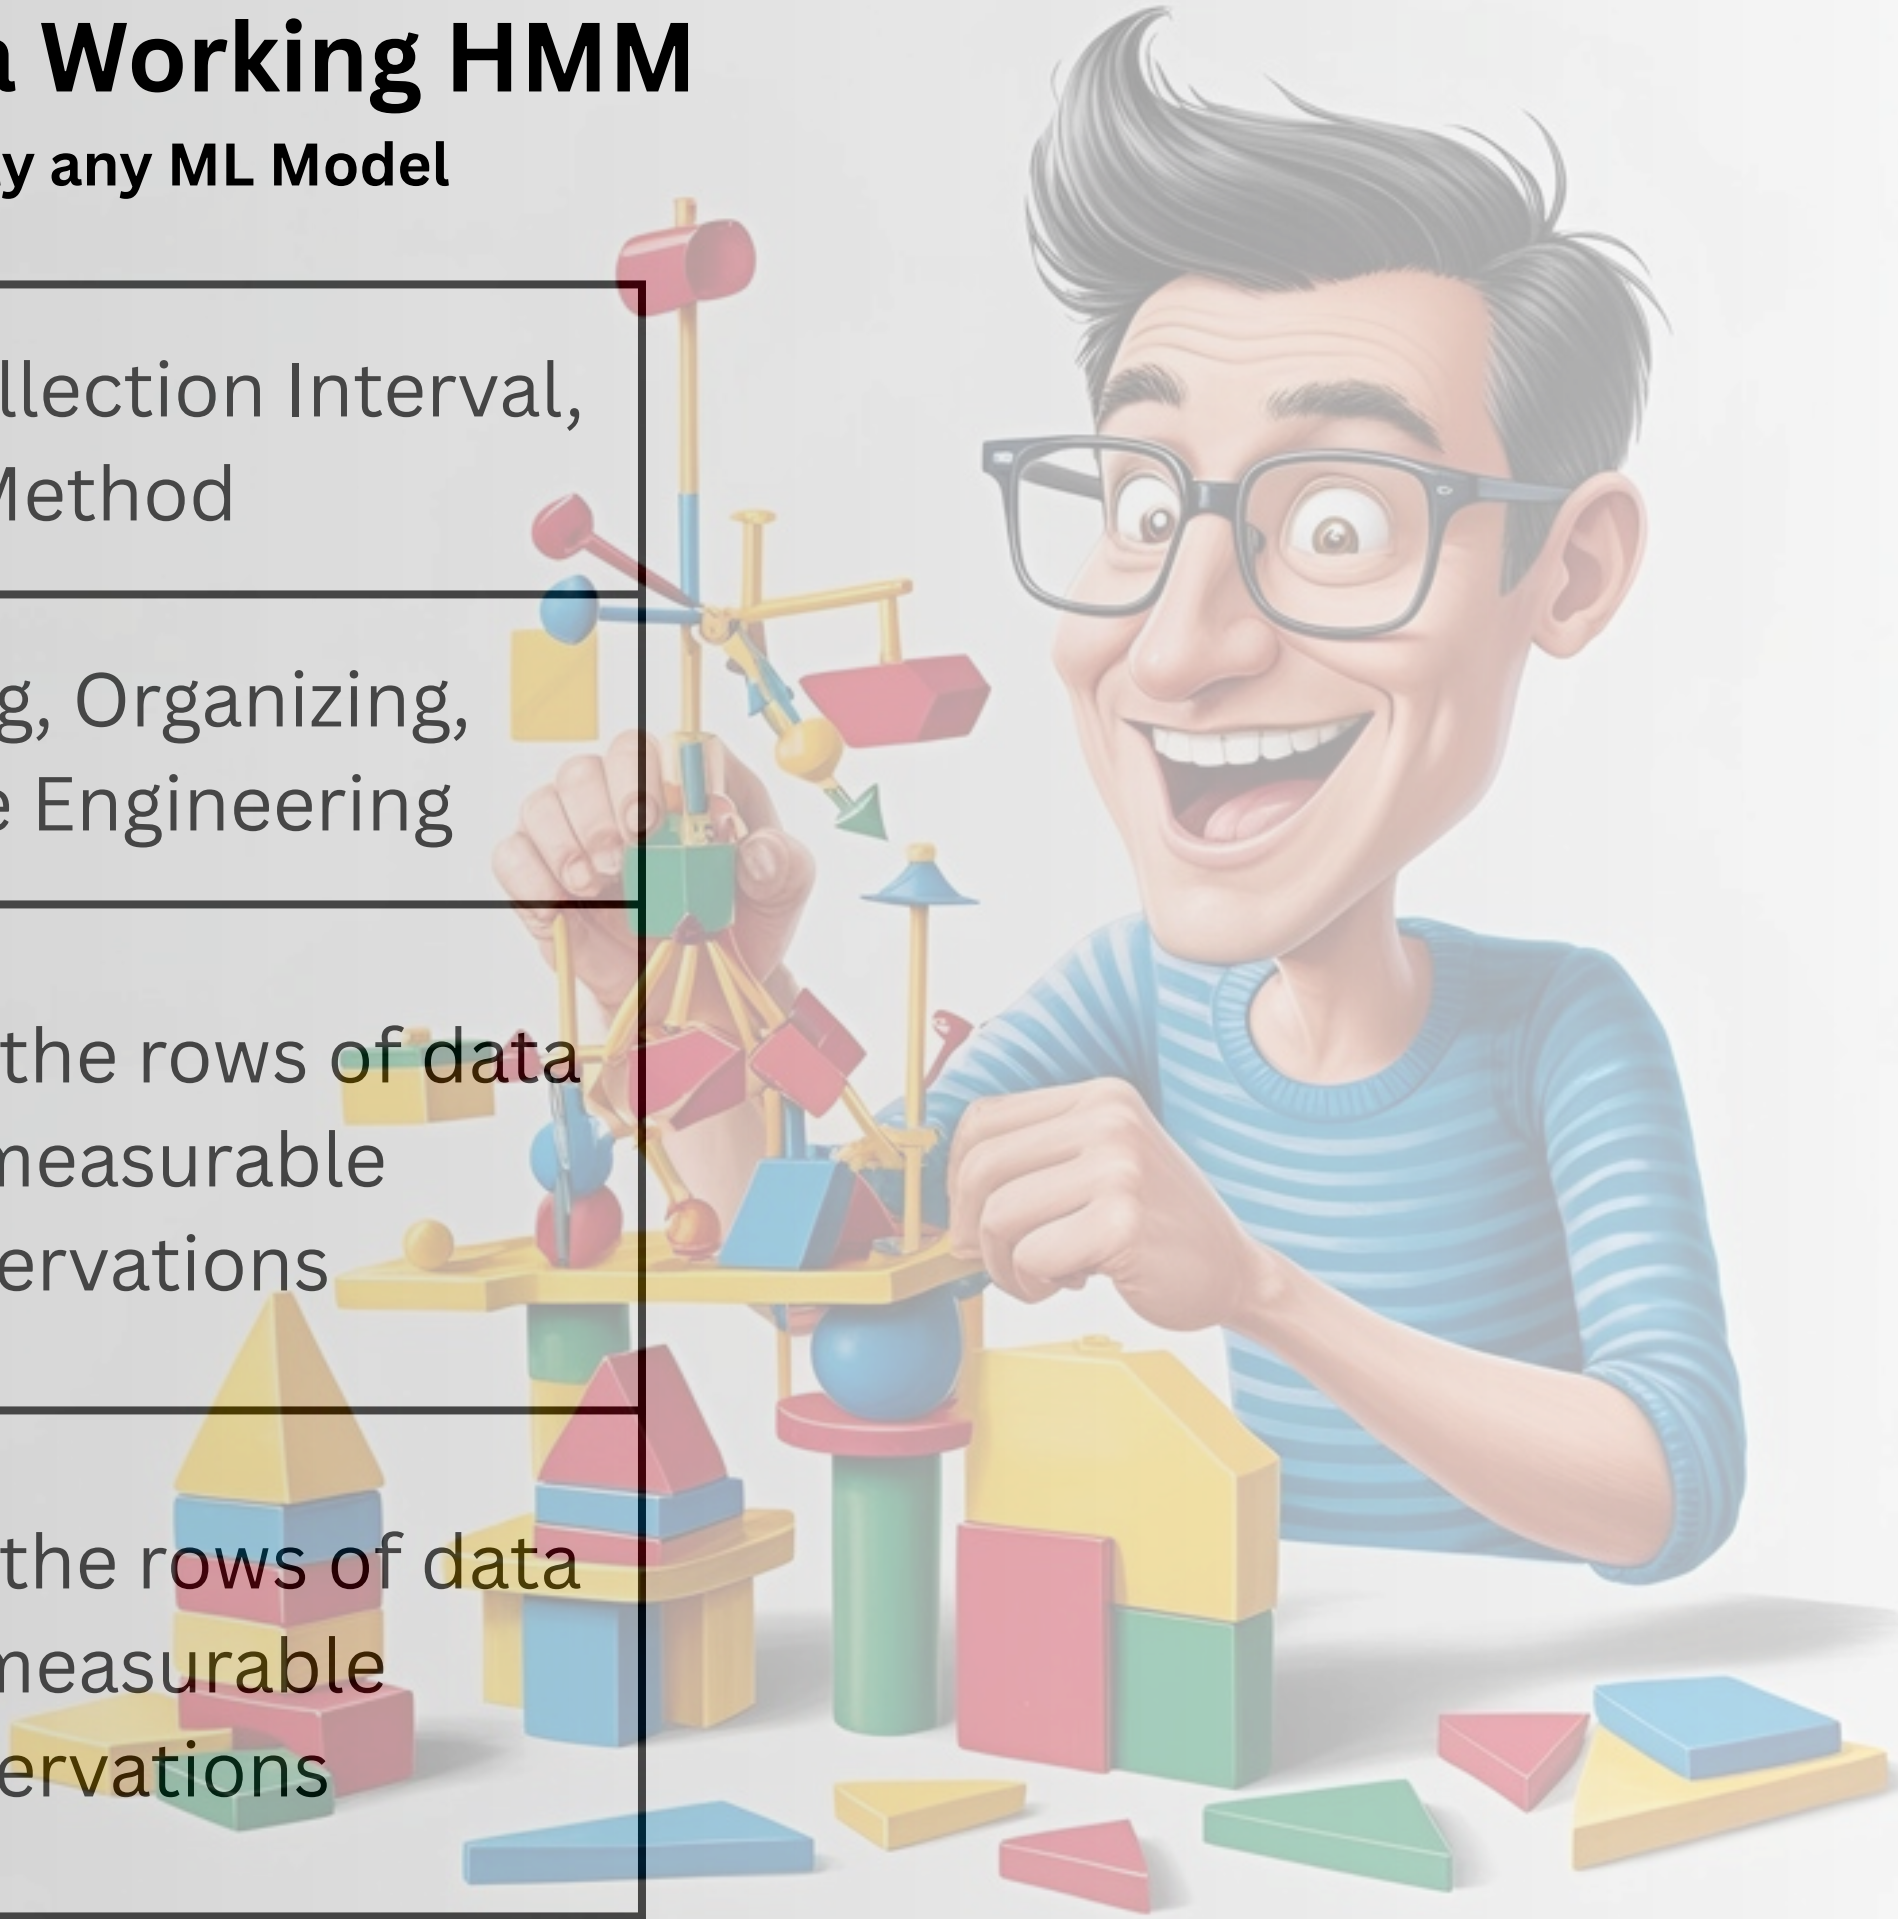 a Working HMM
y any ML Model
llection Interval,
Method
g, Organizing,
e Engineering
the rows of data
measurable
ervations
the rows of data
measurable
ervations